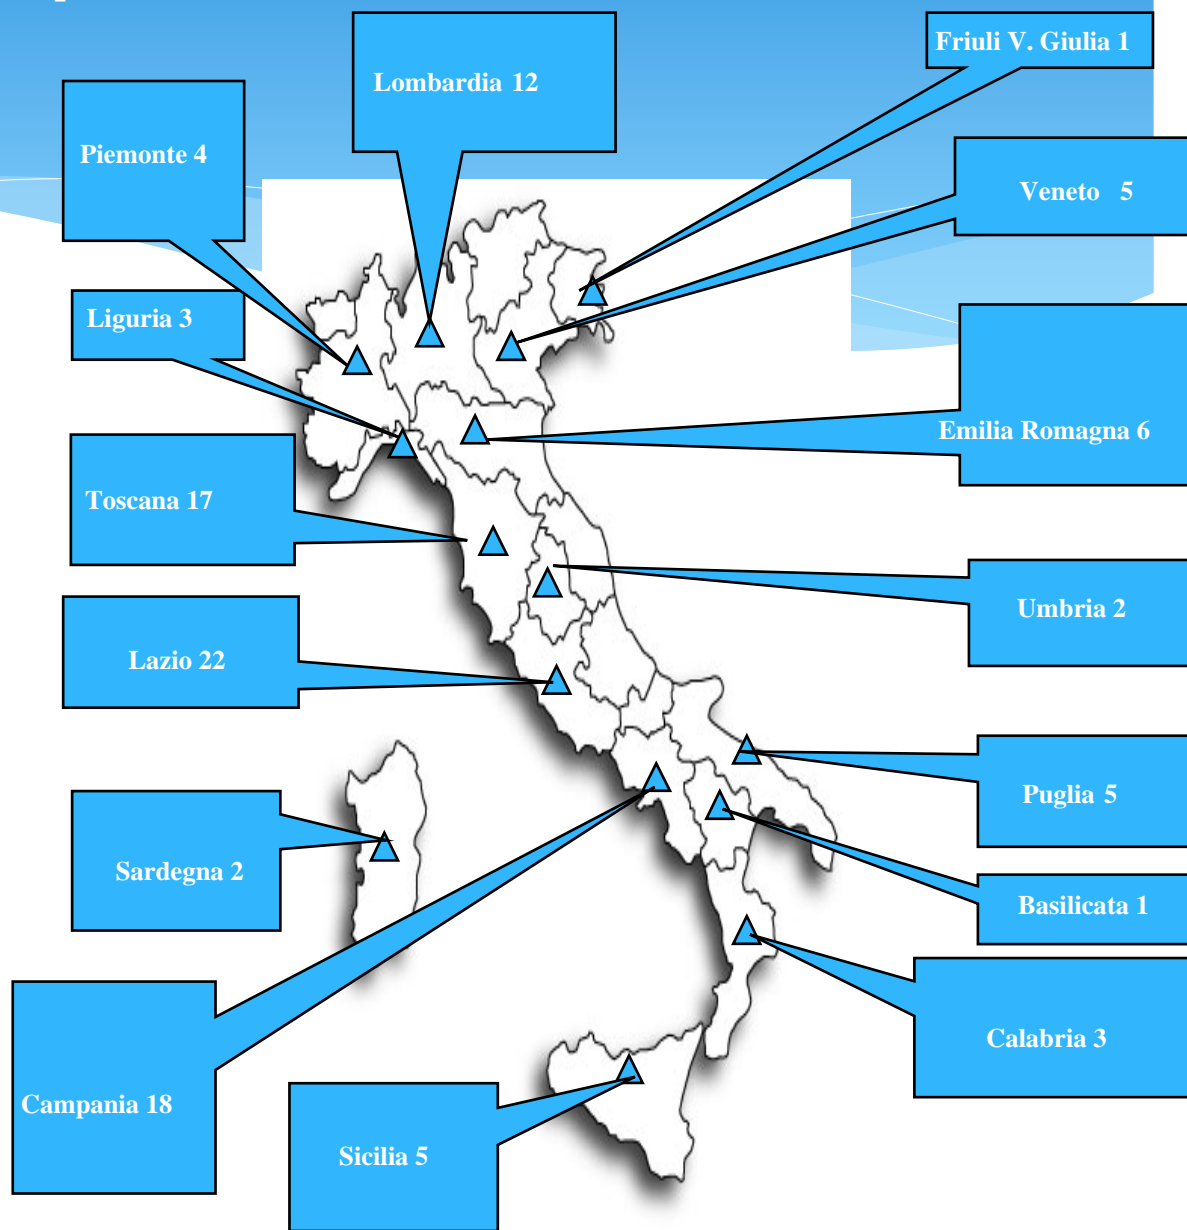 Friuli V. Giulia 1
Lombardia 12
Piemonte 4
Veneto 5
Liguria 3
Emilia Romagna 6
Toscana 17
Umbria 2
Lazio 22
Puglia 5
Sardegna 2
Basilicata 1
Calabria 3
Campania 18
Sicilia 5